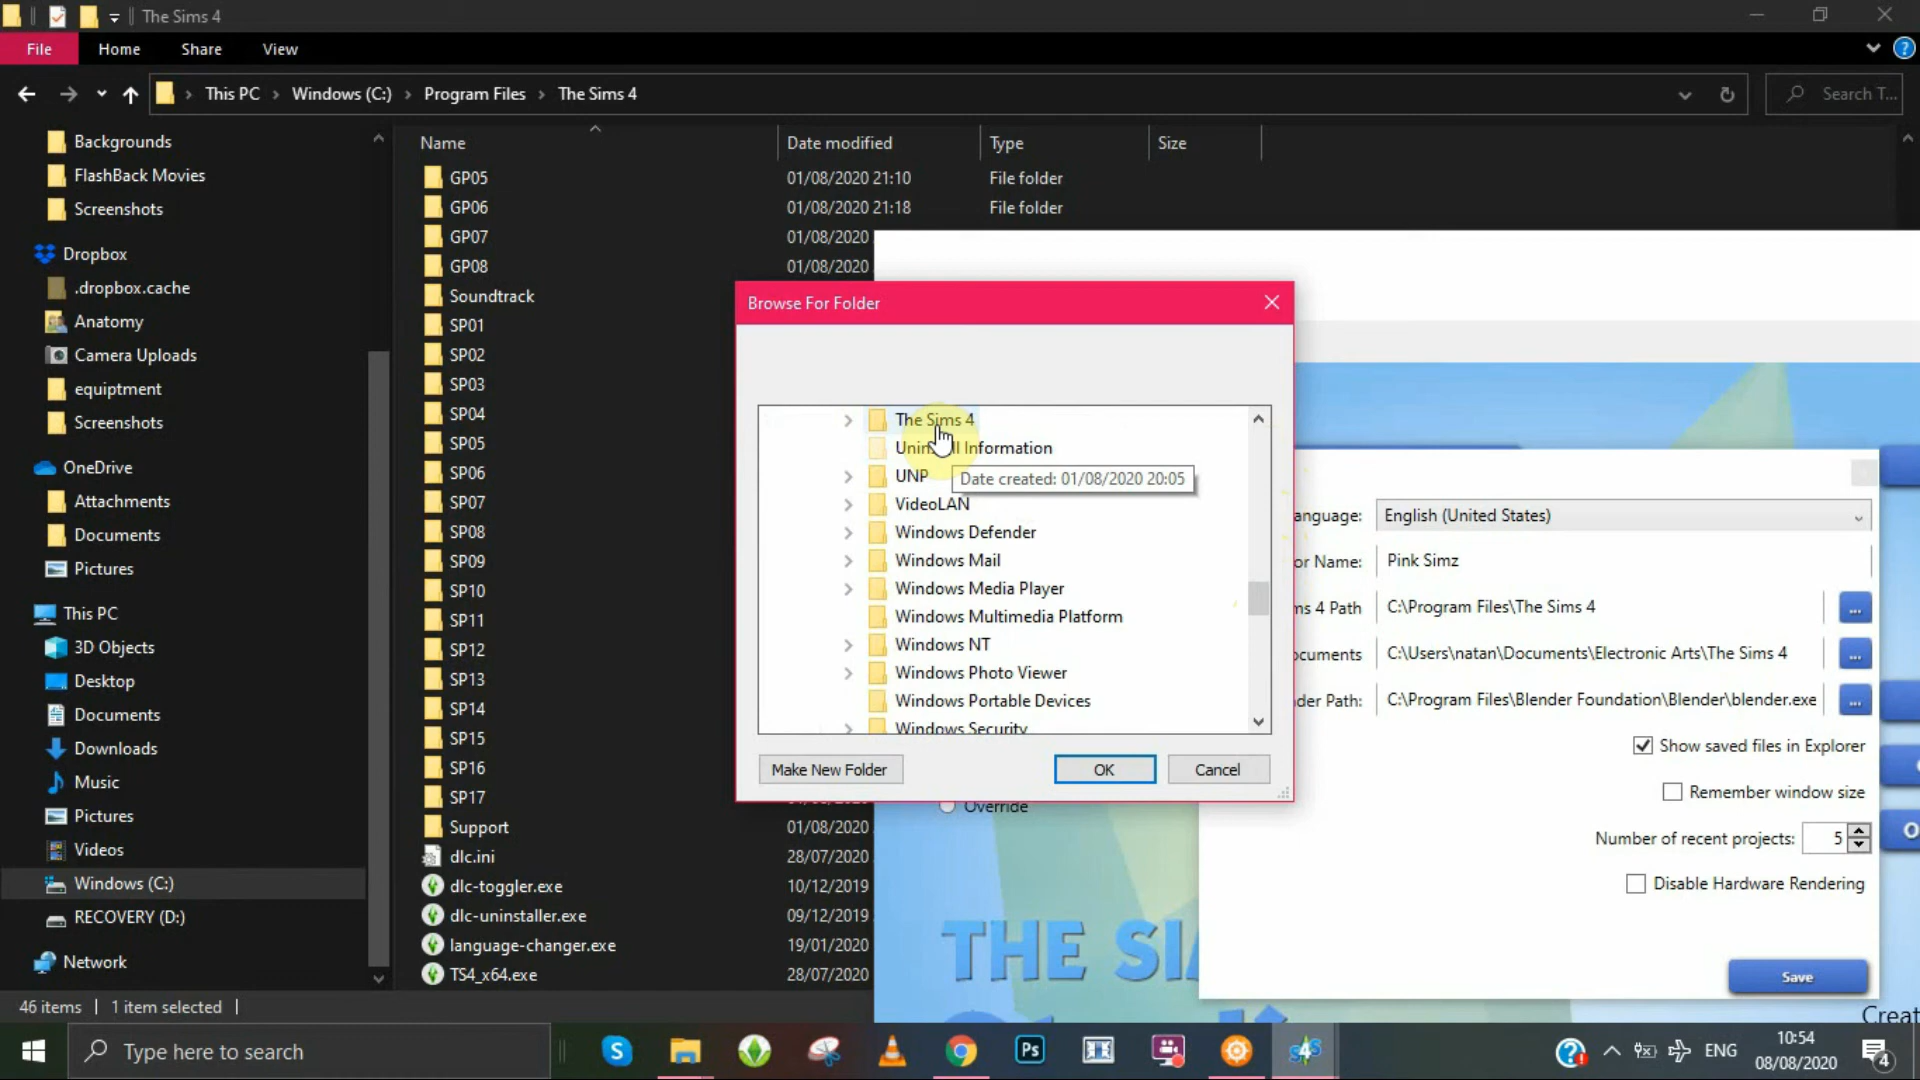 The Sims 4
File
Home
Share
View
This PC
Windows (C:)
Program Files
The Sims 4
Search T...
Backgrounds
FlashBack Movies
Screenshots
Dropbox
.dropbox.cache
Anatomy
Camera Uploads
equiptment
Screenshots
OneDrive
Attachments
Documents
Pictures
This PC
3D Objects
Desktop
Documents
Downloads
Music
Pictures
Videos
Windows (C:)
RECOVERY (D:)
Network
Name Date modified Type Size
GP05 01/08/2020 21:10 File folder
GP06 01/08/2020 21:18 File folder
GP07 01/08/2020
GP08 01/08/2020
Soundtrack
SP01
SP02
SP03
SP04
SP05
SP06
SP07
SP08
SP09
SP10
SP11
SP12
SP13
SP14
SP15
SP16
SP17
Support 01/08/2020
dlc.ini 28/07/2020
dlc-toggler.exe 10/12/2019
dlc-uninstaller.exe 09/12/2019
language-changer.exe 19/01/2020
TS4_x64.exe 28/07/2020
46 items
1 item selected
Browse For Folder
The Sims 4
Information
UNP
Date created: 01/08/2020 20:05
VideoLAN
Windows Defender
Windows Mail
Windows Media Player
Windows Multimedia Platform
Windows NT
Windows Photo Viewer
Windows Portable Devices
Windows Security
Make New Folder
OK
Cancel
Override
anguage: English (United States)
or Name: Pink Simz
ms 4 Path C:\Program Files\The Sims 4
...
ocuments C:\Users\natan\Documents\Electronic Arts\The Sims 4
...
der Path: C:\Program Files\Blender Foundation\Blender\blender.exe
...
Show saved files in Explorer
Remember window size
Number of recent projects: 5
Disable Hardware Rendering
Save
THE SI
O
Creat
Type here to search
Ps
ENG
10:54
08/08/2020
4